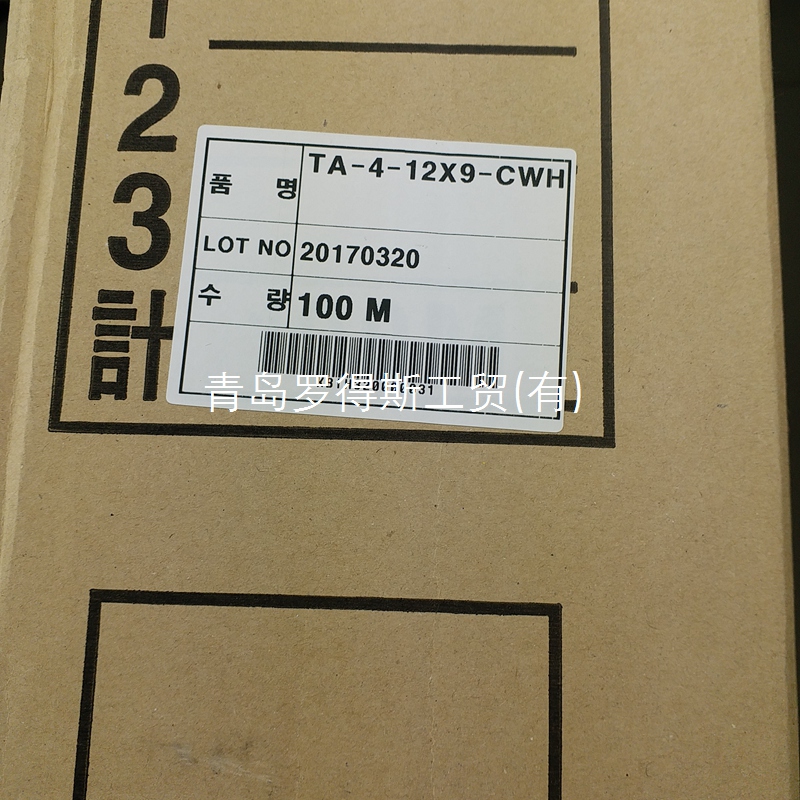 1
2
3
計
품 명 TA-4-12X9-CWH
LOT NO 20170320
수 량 100 M
青岛罗得斯工贸(有)